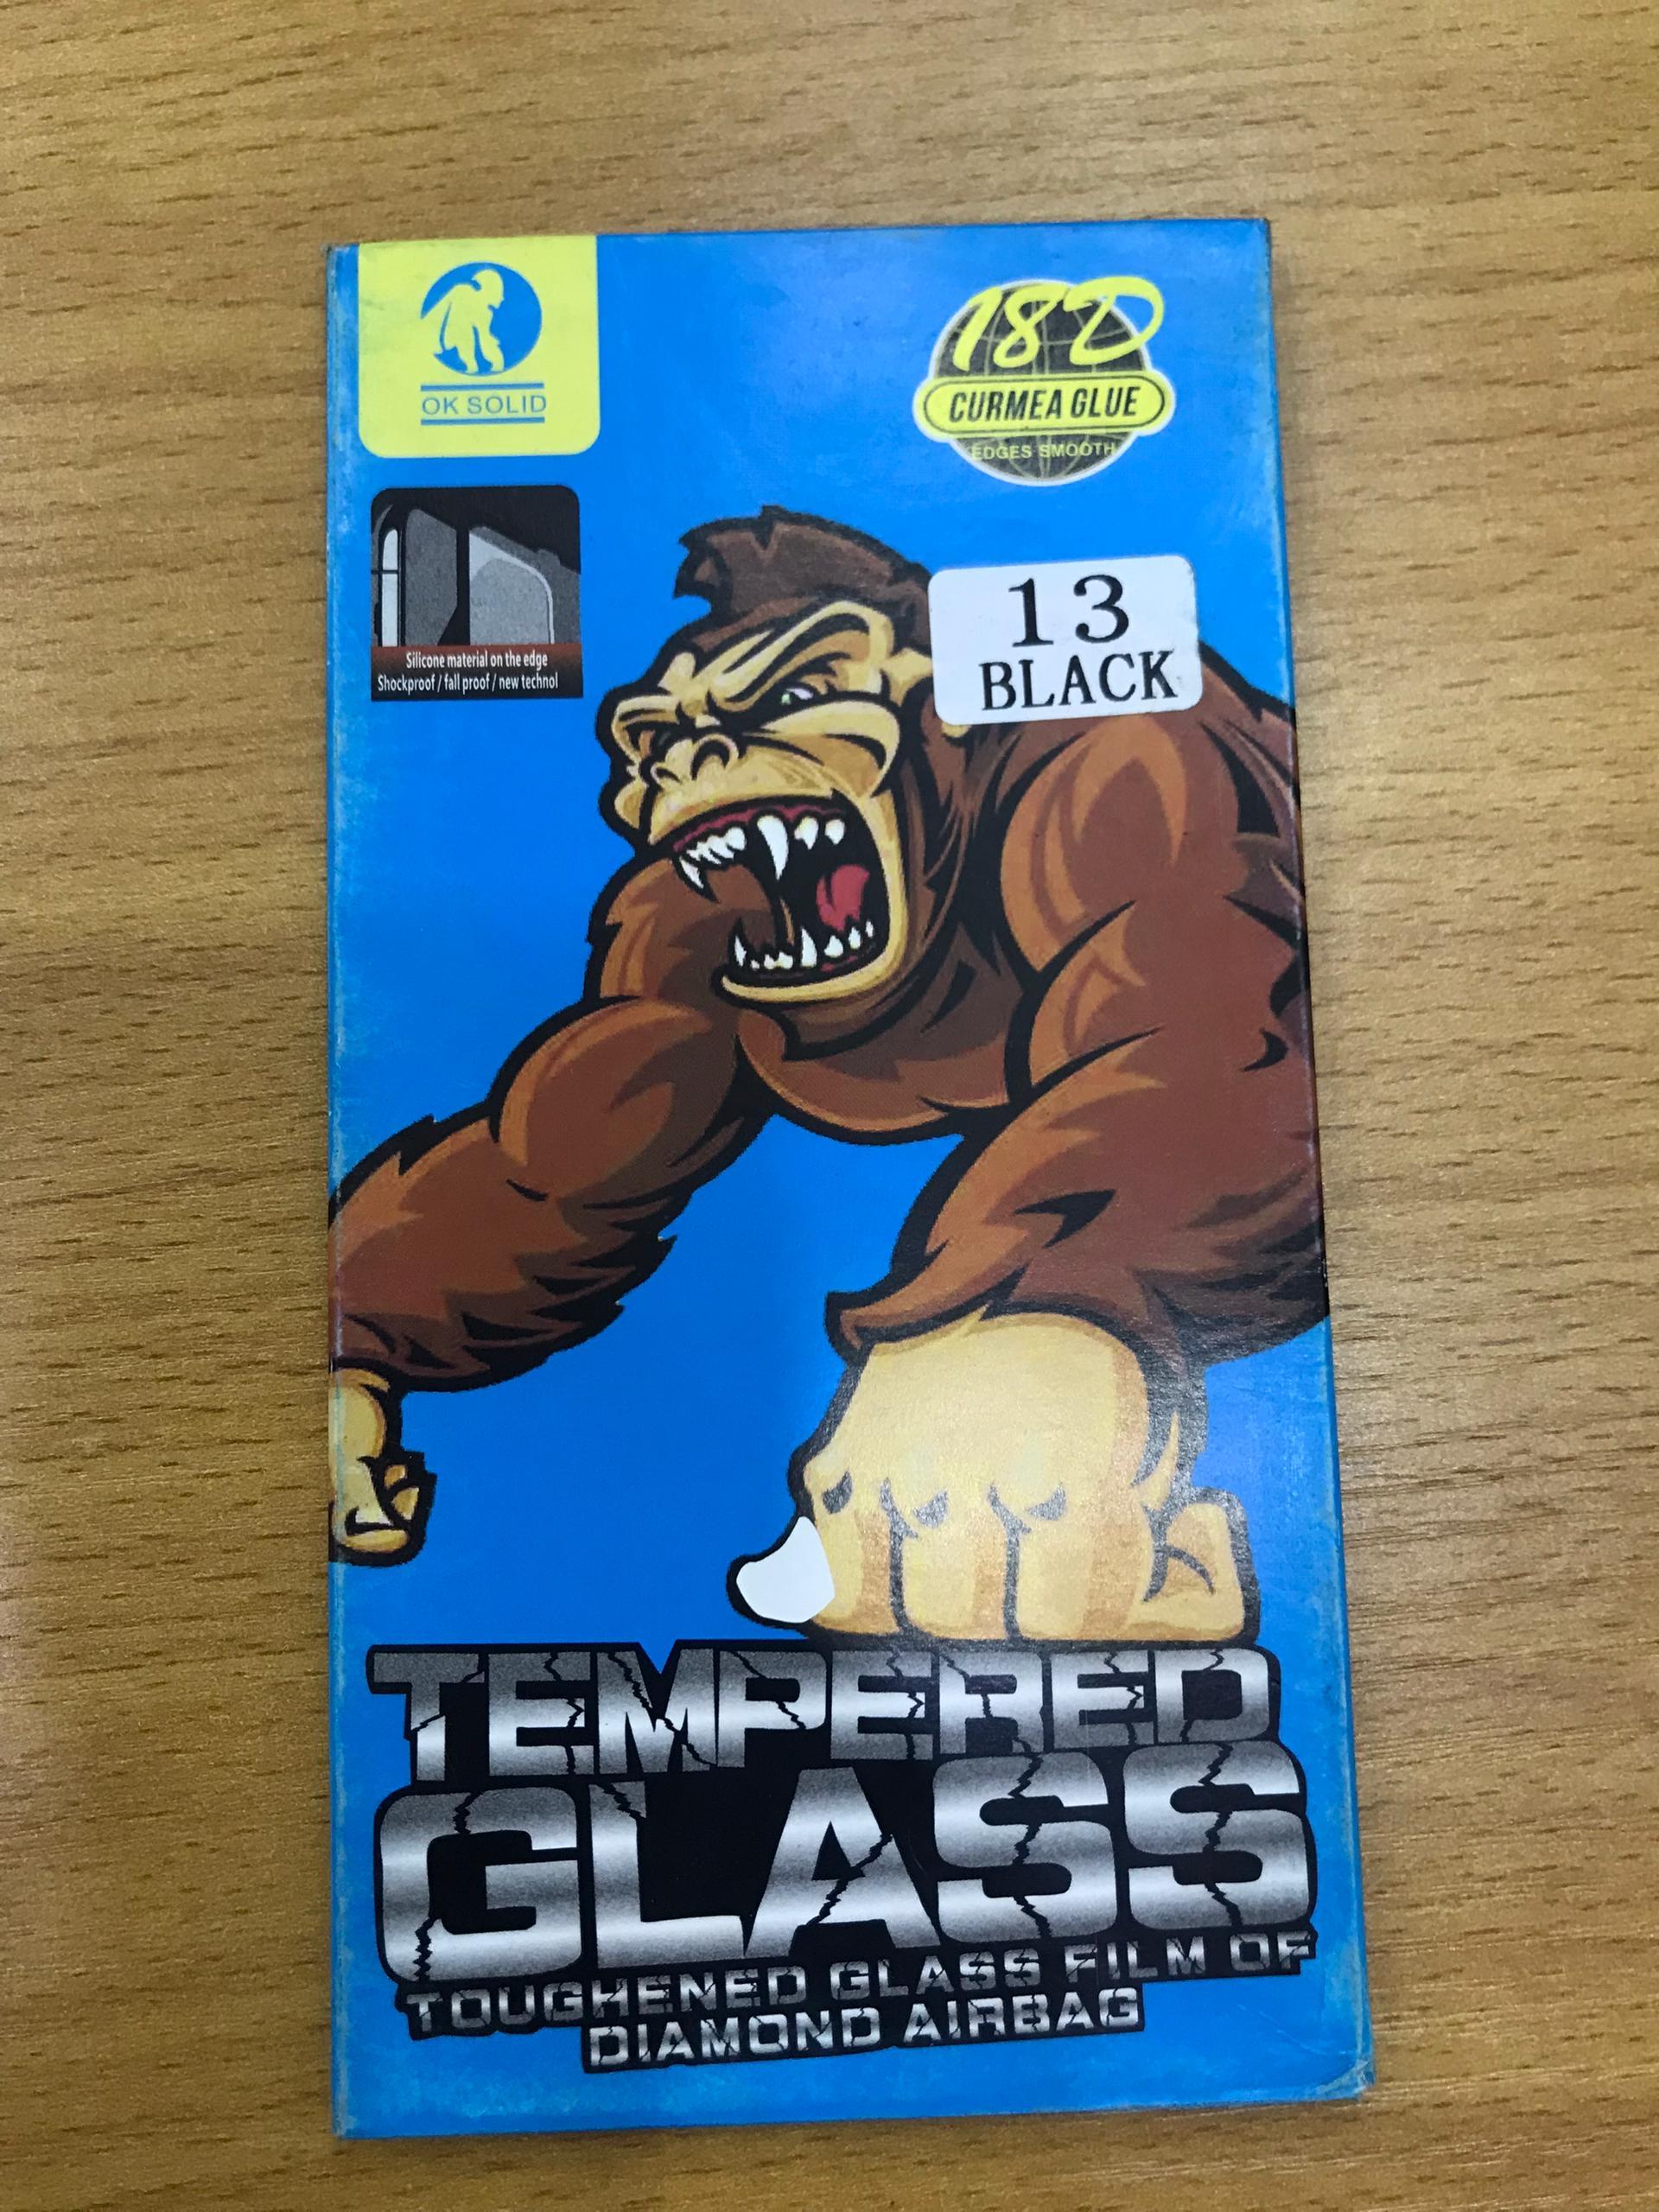 OK SOLID
18D
CURMEA GLUE
EDGES SMOOTH
Silicone material on the edge
Shockproof / fall proof / new technol
13
BLACK
TEMPERED
GLASS
TOUGHENED GLASS FILM OF
DIAMOND AIRBAG